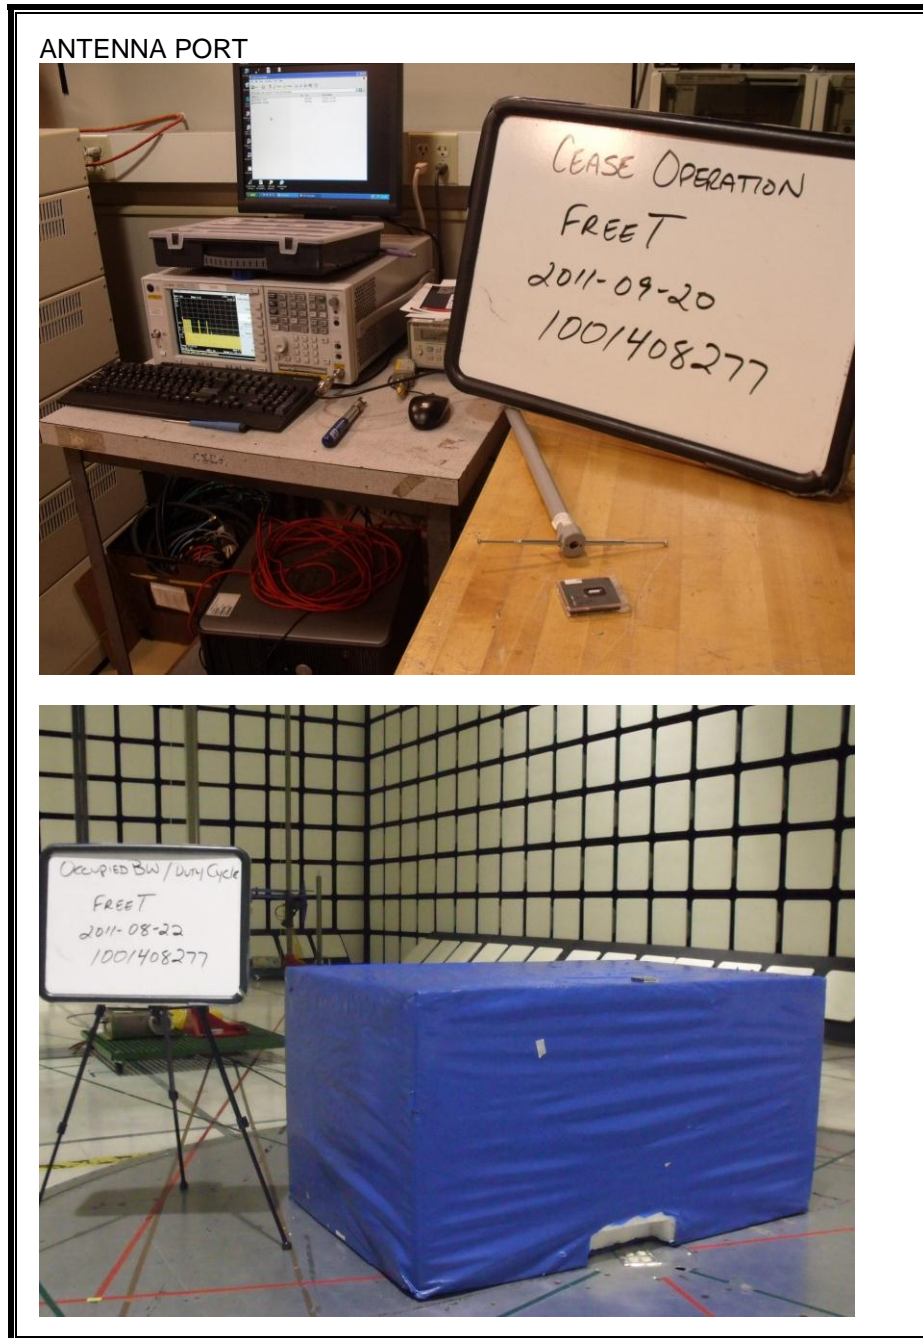 ANTENNA PORT
CEASE OPERATION
FREE T
2011-09-20
1001408277
OCCUPIED BW / DUTY CYCLE
FREE T
2011-08-22
1001408277